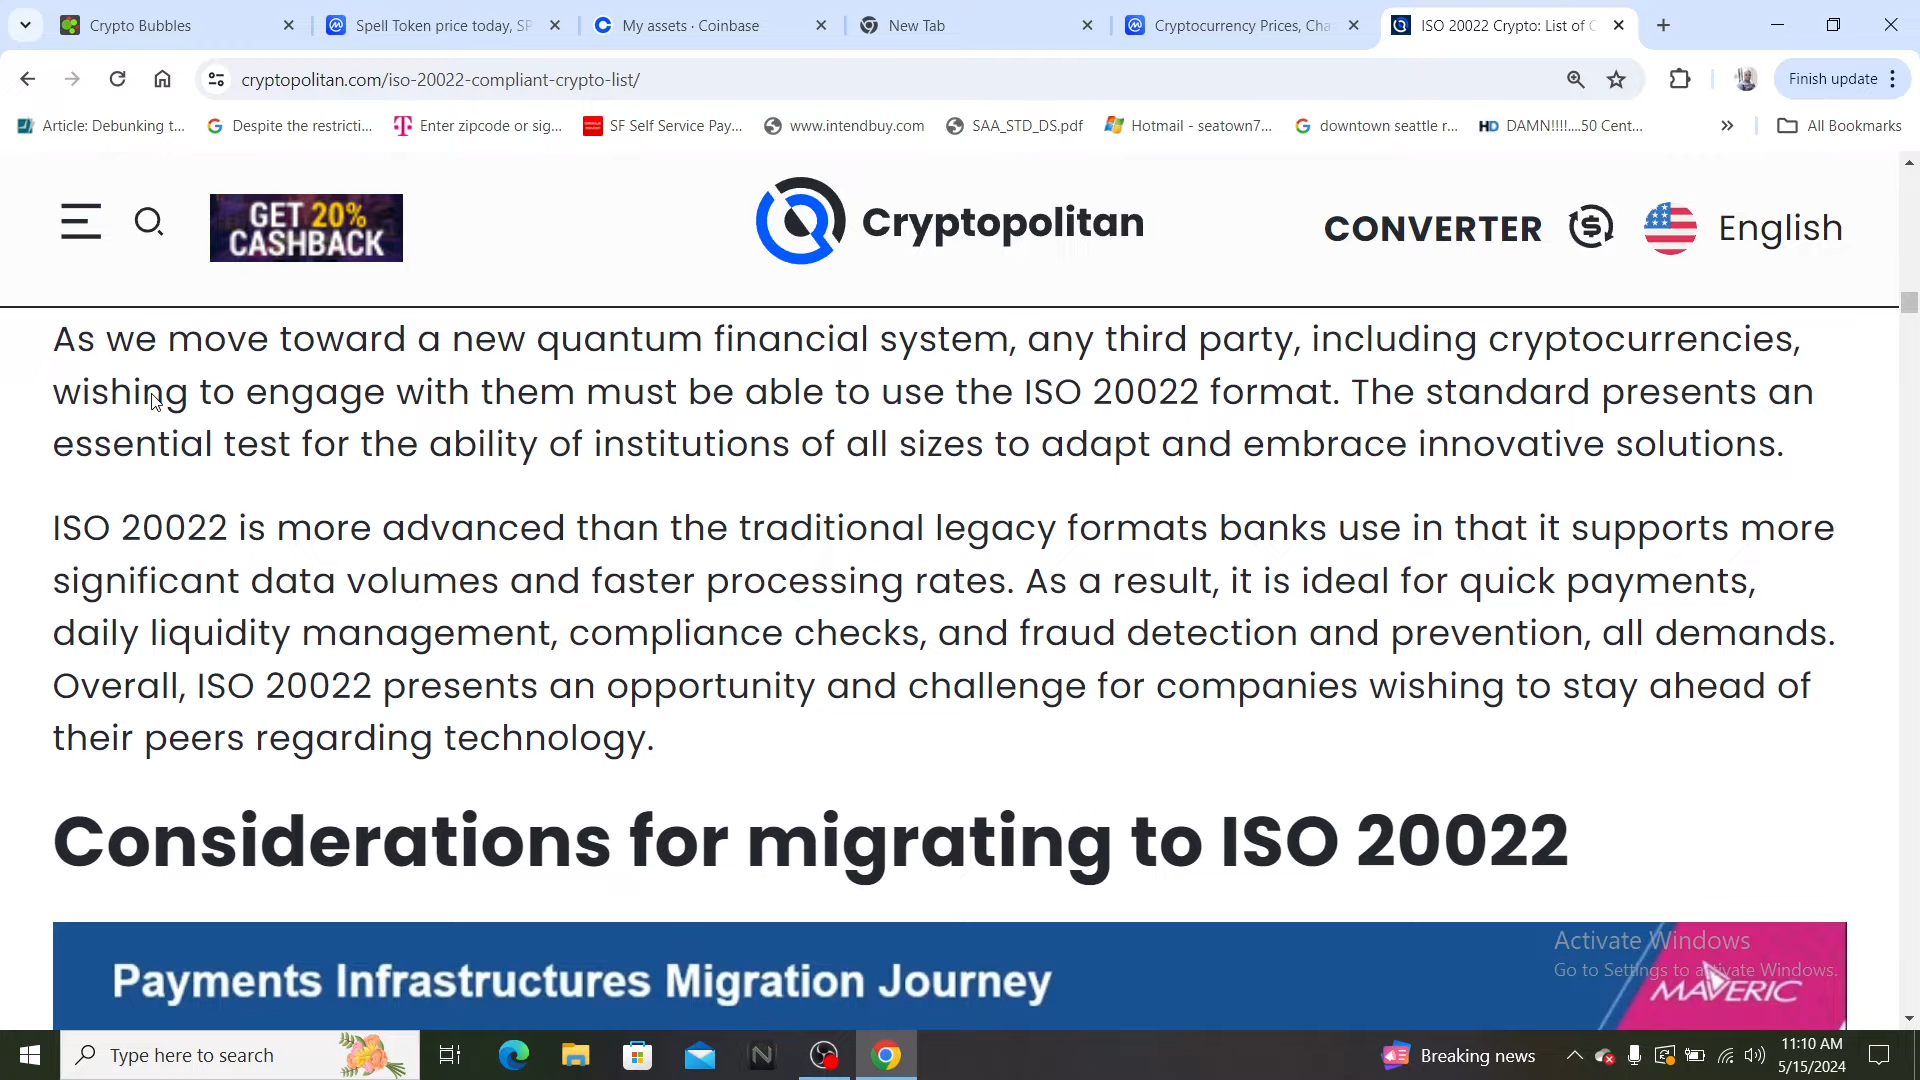 Crypto Bubbles
Spell Token price today, SP
My assets · Coinbase
New Tab
Cryptocurrency Prices, Cha
ISO 20022 Crypto: List of C
cryptopolitan.com/iso-20022-compliant-crypto-list/
Finish update
Article: Debunking t...
Despite the restricti...
Enter zipcode or sig...
SF Self Service Pay...
www.intendbuy.com
SAA_STD_DS.pdf
Hotmail - seatown7...
downtown seattle r...
HD DAMN!!!!....50 Cent...
All Bookmarks
GET 20%
CASHBACK
Cryptopolitan
CONVERTER
English
As we move toward a new quantum financial system, any third party, including cryptocurrencies,
wishing to engage with them must be able to use the ISO 20022 format. The standard presents an
essential test for the ability of institutions of all sizes to adapt and embrace innovative solutions.
ISO 20022 is more advanced than the traditional legacy formats banks use in that it supports more
significant data volumes and faster processing rates. As a result, it is ideal for quick payments,
daily liquidity management, compliance checks, and fraud detection and prevention, all demands.
Overall, ISO 20022 presents an opportunity and challenge for companies wishing to stay ahead of
their peers regarding technology.
Considerations for migrating to ISO 20022
Payments Infrastructures Migration Journey
MAVERIC
Activate Windows
Go to Settings to activate Windows.
Type here to search
Breaking news
11:10 AM
5/15/2024